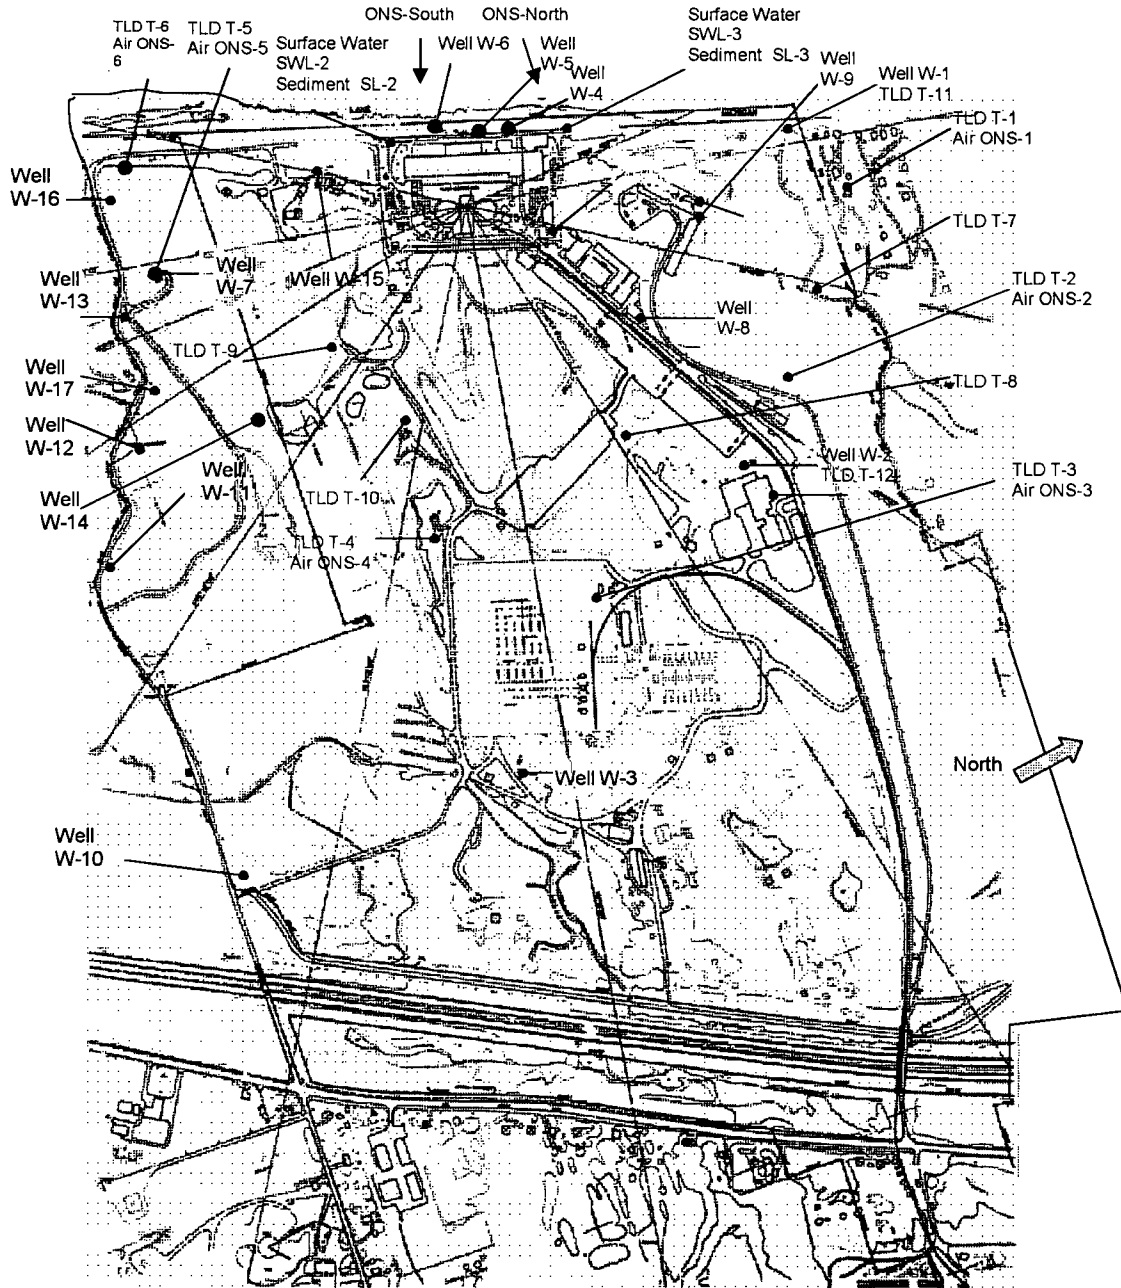 ONS-South
ONS-North
TLD T-6
Air ONS-
6
TLD T-5
Air ONS-5
Surface Water
SWL-2
Sediment SL-2
Well W-6
Well
W-5
Well
W-4
Surface Water
SWL-3
Sediment SL-3
Well
W-9
Well W-1
TLD T-11
TLD T-1
Air ONS-1
LAKE
MICHIGAN
Well
W-16
TLD T-7
Well
W-13
Well
W-7
Well W-15
TLD T-2
Air ONS-2
Well
W-8
TLD T-9
Well
W-17
TLD T-8
Well
W-12
Well
W-11
Well W-2
TLD T-12
TLD T-3
Air ONS-3
Well
W-14
TLD T-10
TLD T-4
Air ONS-4
North
Well W-3
Well
W-10